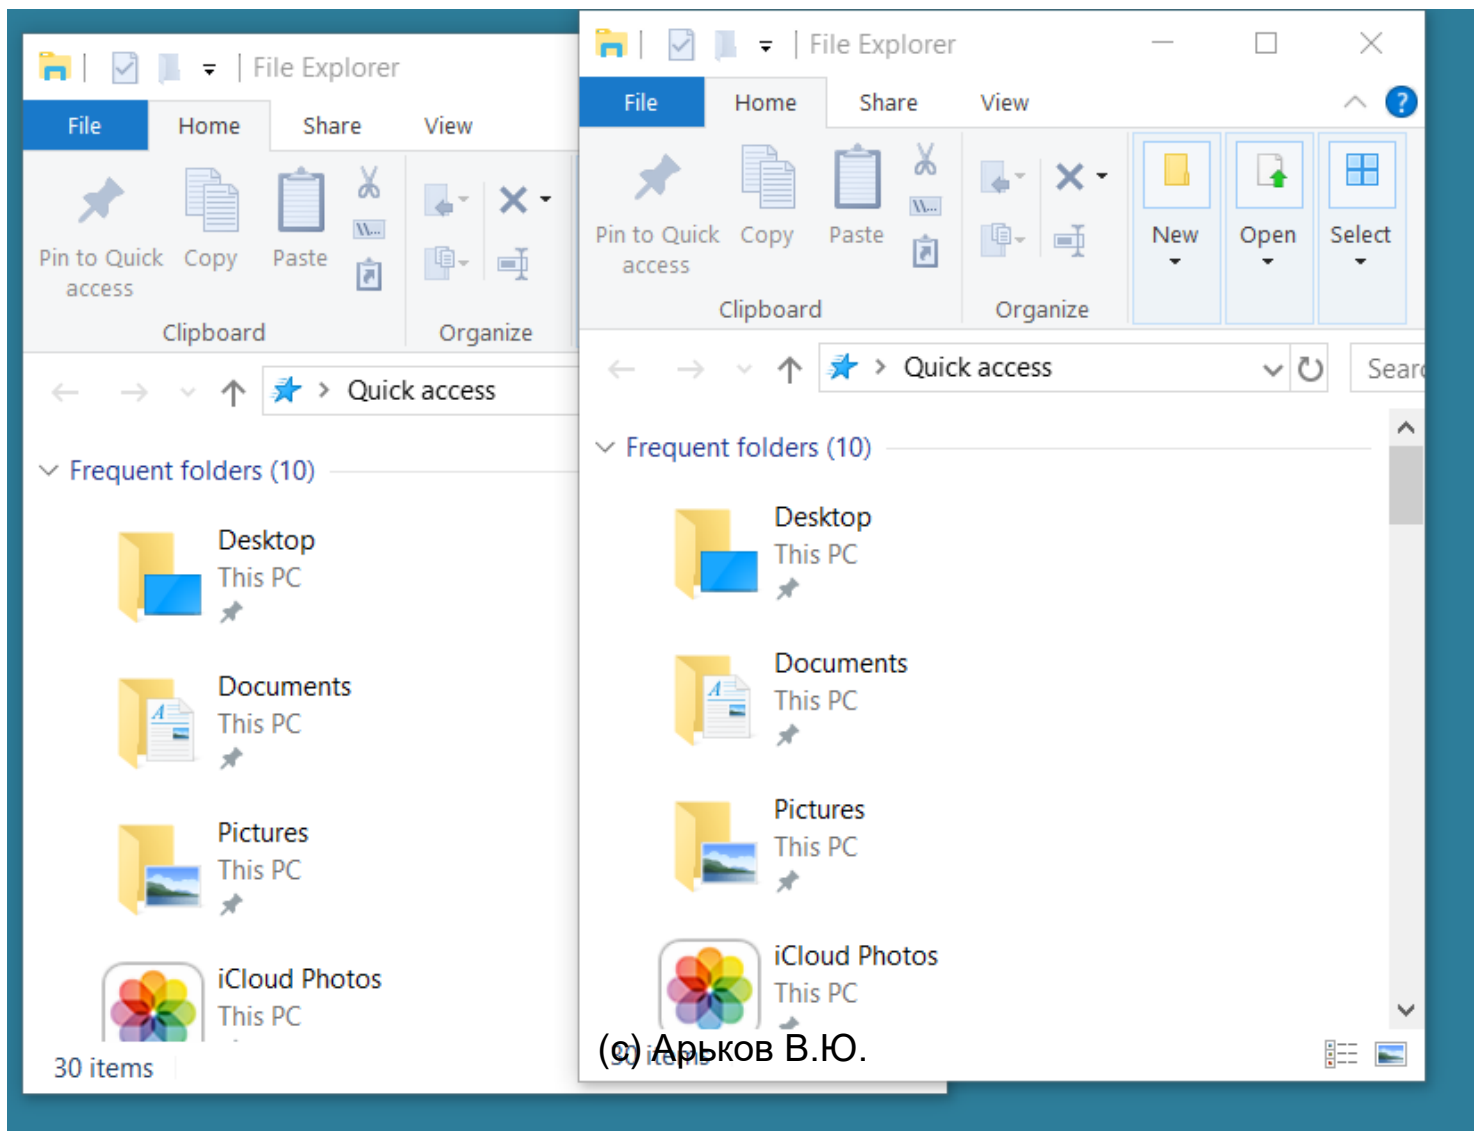 File Explorer
File Home Share View
Pin to Quick access
Copy
Paste
Clipboard
Organize
Quick access
Frequent folders (10)
Desktop
This PC
Documents
This PC
Pictures
This PC
iCloud Photos
This PC
30 items
File Explorer
File Home Share View
Pin to Quick access
Copy
Paste
Clipboard
Organize
New
Open
Select
Quick access
Frequent folders (10)
Desktop
This PC
Documents
This PC
Pictures
This PC
iCloud Photos
This PC
30 items
(c) Арьков В.Ю.